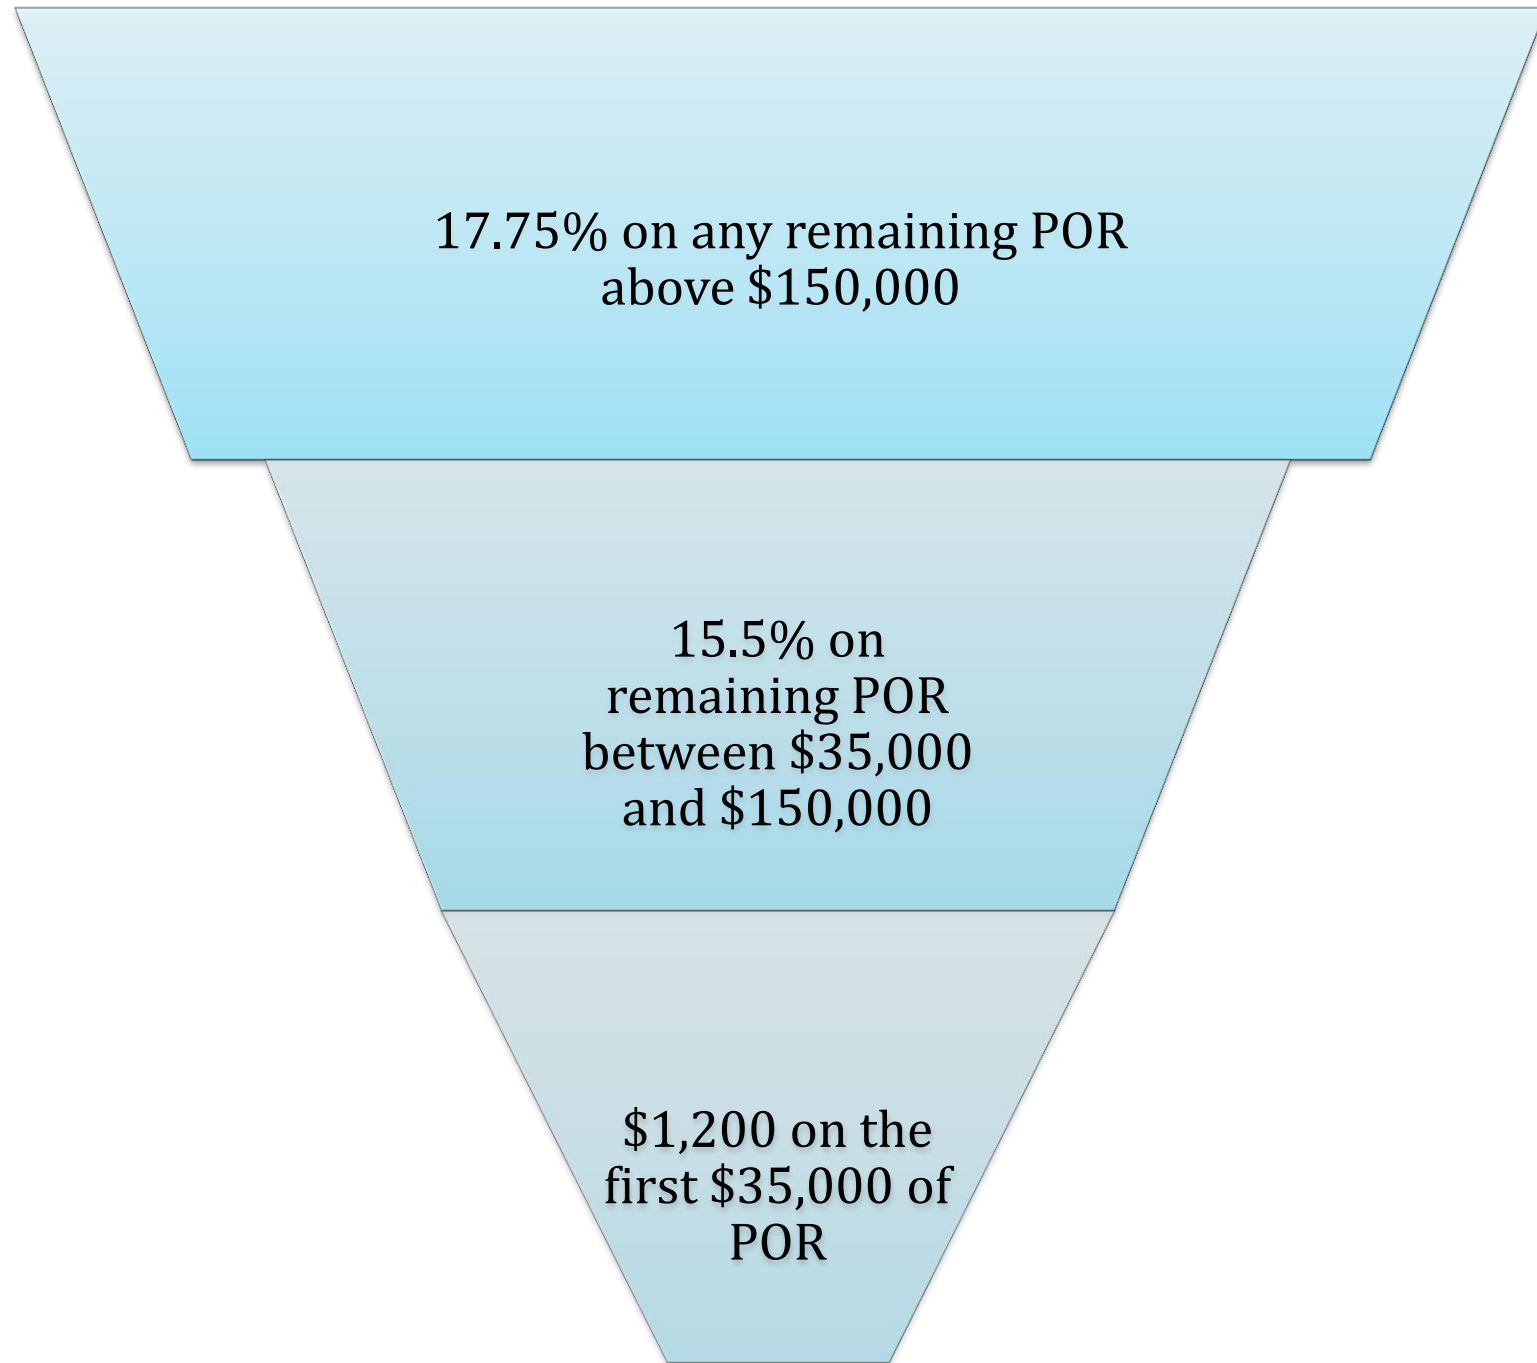 17.75% on any remaining POR
above $150,000
15.5% on
remaining POR
between $35,000
and $150,000
$1,200 on the
first $35,000 of
POR